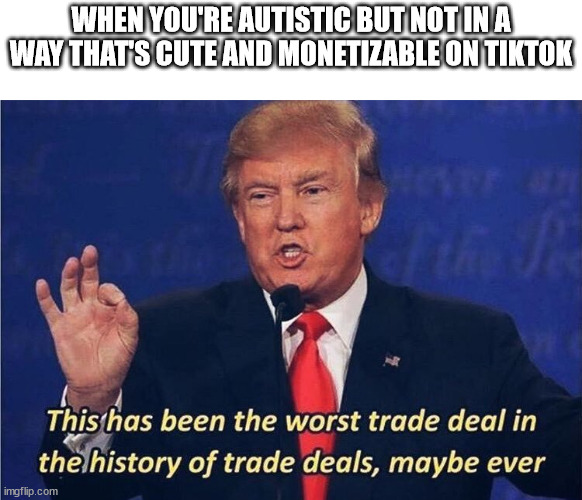 WHEN YOU'RE AUTISTIC BUT NOT IN A
WAY THAT'S CUTE AND MONETIZABLE ON TIKTOK
This has been the worst trade deal in
the history of trade deals, maybe ever
imgflip.com